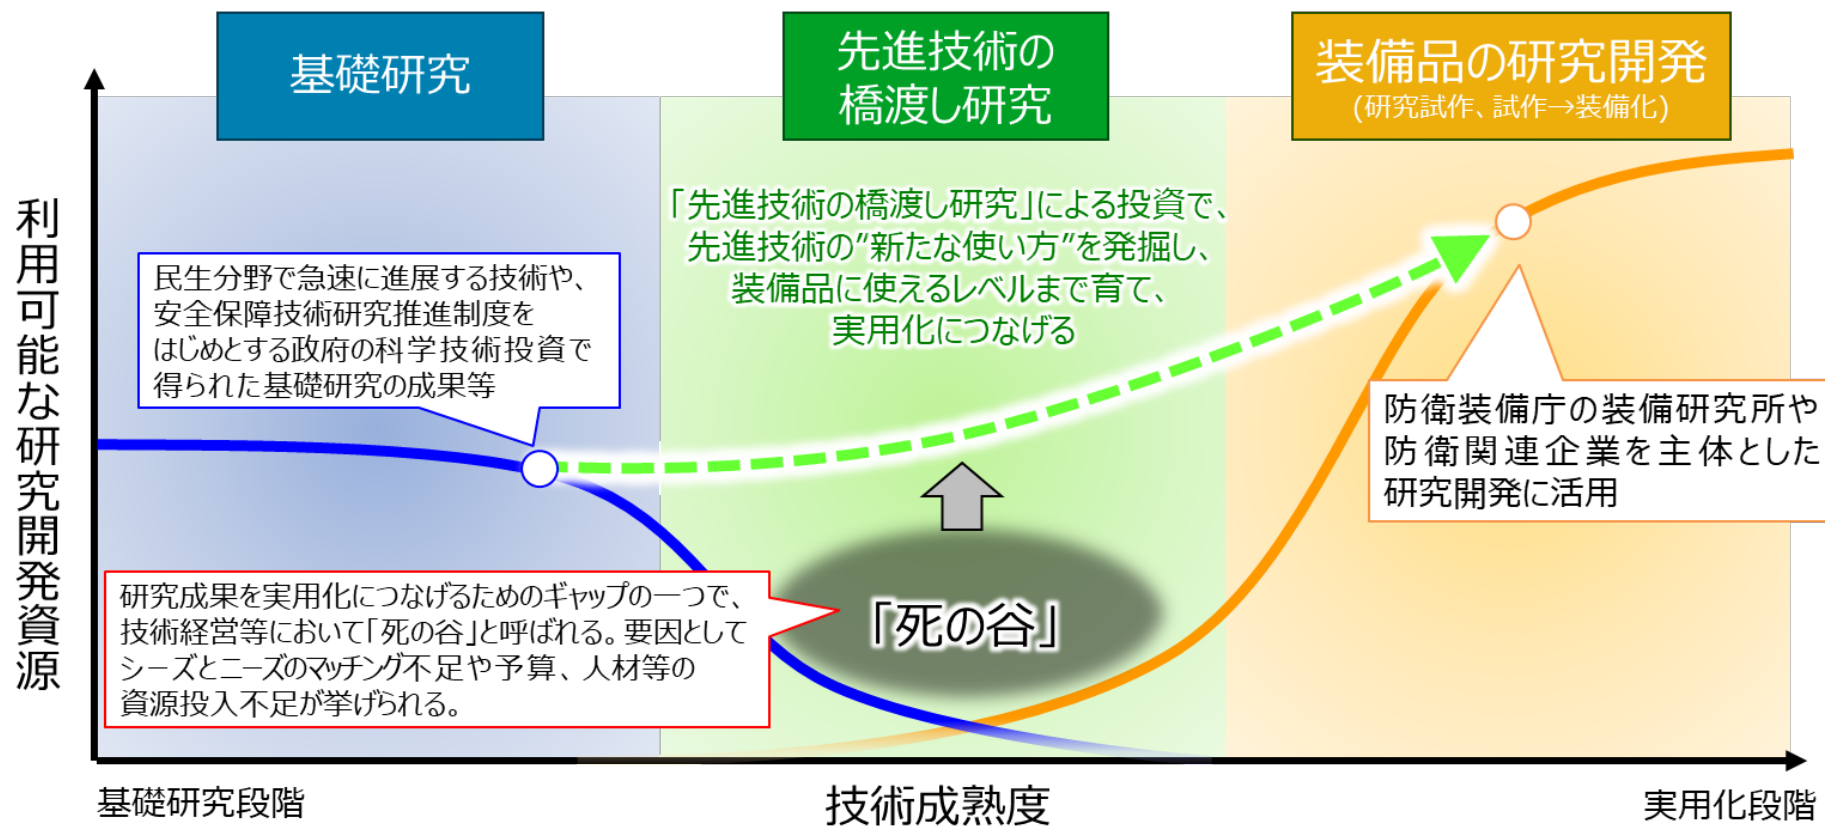 基礎研究
先進技術の
橋渡し研究
装備品の研究開発
(研究試作、試作→装備化)
利用可能な研究開発資源
「先進技術の橋渡し研究」による投資で、
先進技術の”新たな使い方”を発掘し、
装備品に使えるレベルまで育て、
実用化につなげる
民生分野で急速に進展する技術や、
安全保障技術研究推進制度を
はじめとする政府の科学技術投資で
得られた基礎研究の成果等
防衛装備庁の装備研究所や
防衛関連企業を主体とした
研究開発に活用
研究成果を実用化につなげるためのギャップの一つで、
技術経営等において「死の谷」と呼ばれる。要因として
シーズとニーズのマッチング不足や予算、人材等の
資源投入不足が挙げられる。
「死の谷」
基礎研究段階
技術成熟度
実用化段階